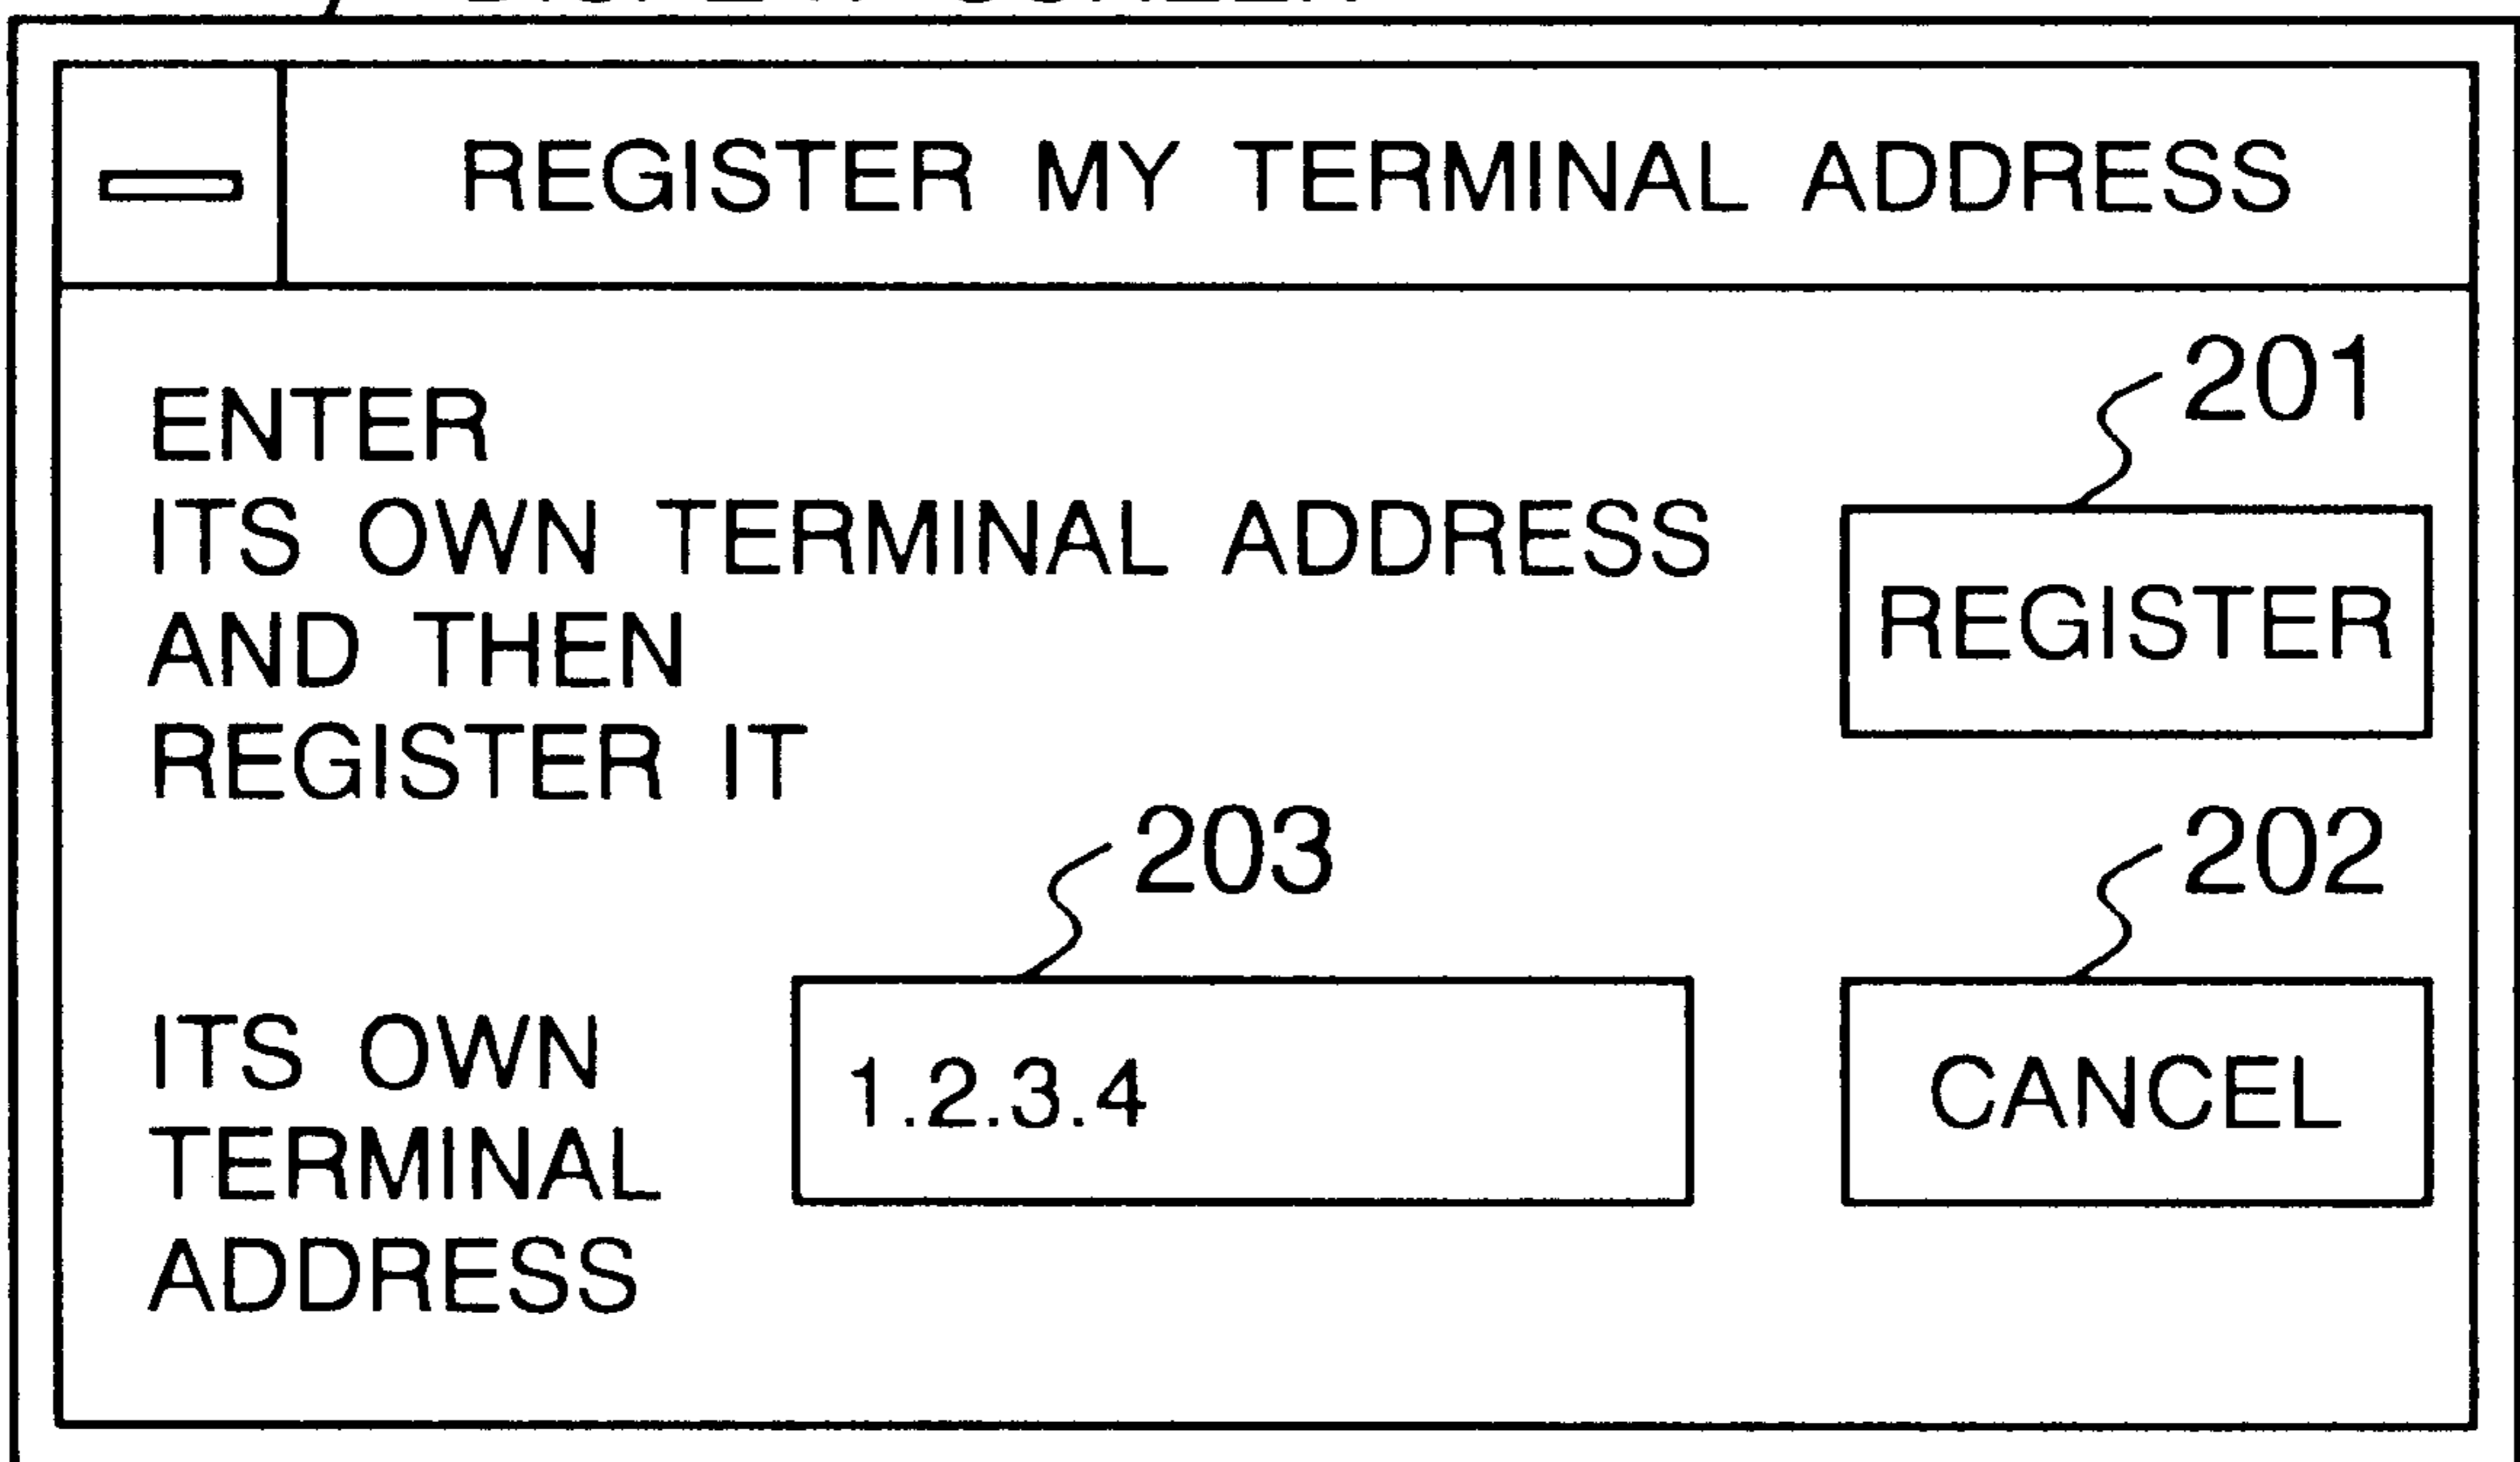 REGISTER MY TERMINAL ADDRESS
201
ENTER
ITS OWN TERMINAL ADDRESS
AND THEN
REGISTER IT
REGISTER
203
202
ITS OWN
TERMINAL
ADDRESS
1.2.3.4
CANCEL